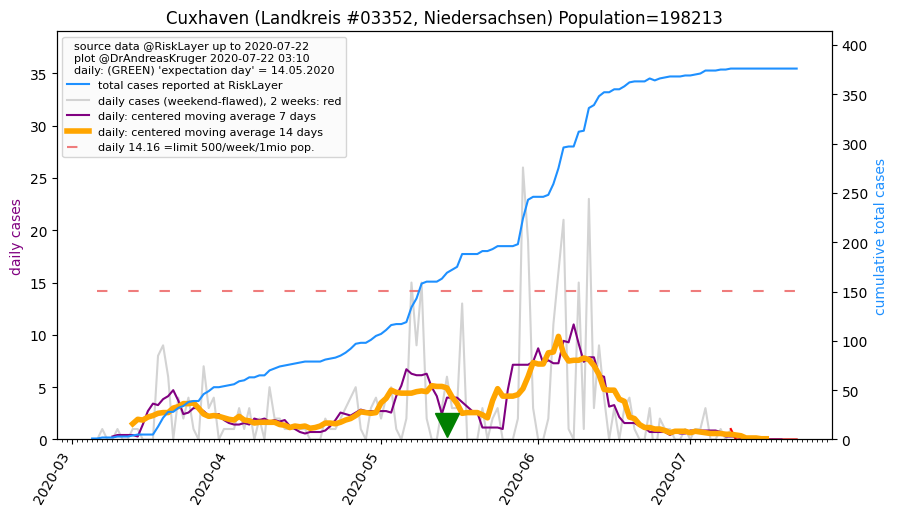 Cuxhaven (Landkreis #03352, Niedersachsen) Population=198213
source data @RiskLayer up to 2020-07-22
plot @DrAndreasKruger 2020-07-22 03:10
daily: (GREEN) 'expectation day' = 14.05.2020
total cases reported at RiskLayer
daily cases (weekend-flawed), 2 weeks: red
daily: centered moving average 7 days
daily: centered moving average 14 days
daily 14.16 =limit 500/week/1mio pop.
daily cases
35
30
25
20
15
10
5
0
cumulative total cases
400
350
300
250
200
150
100
50
0
2020-03
2020-04
2020-05
2020-06
2020-07